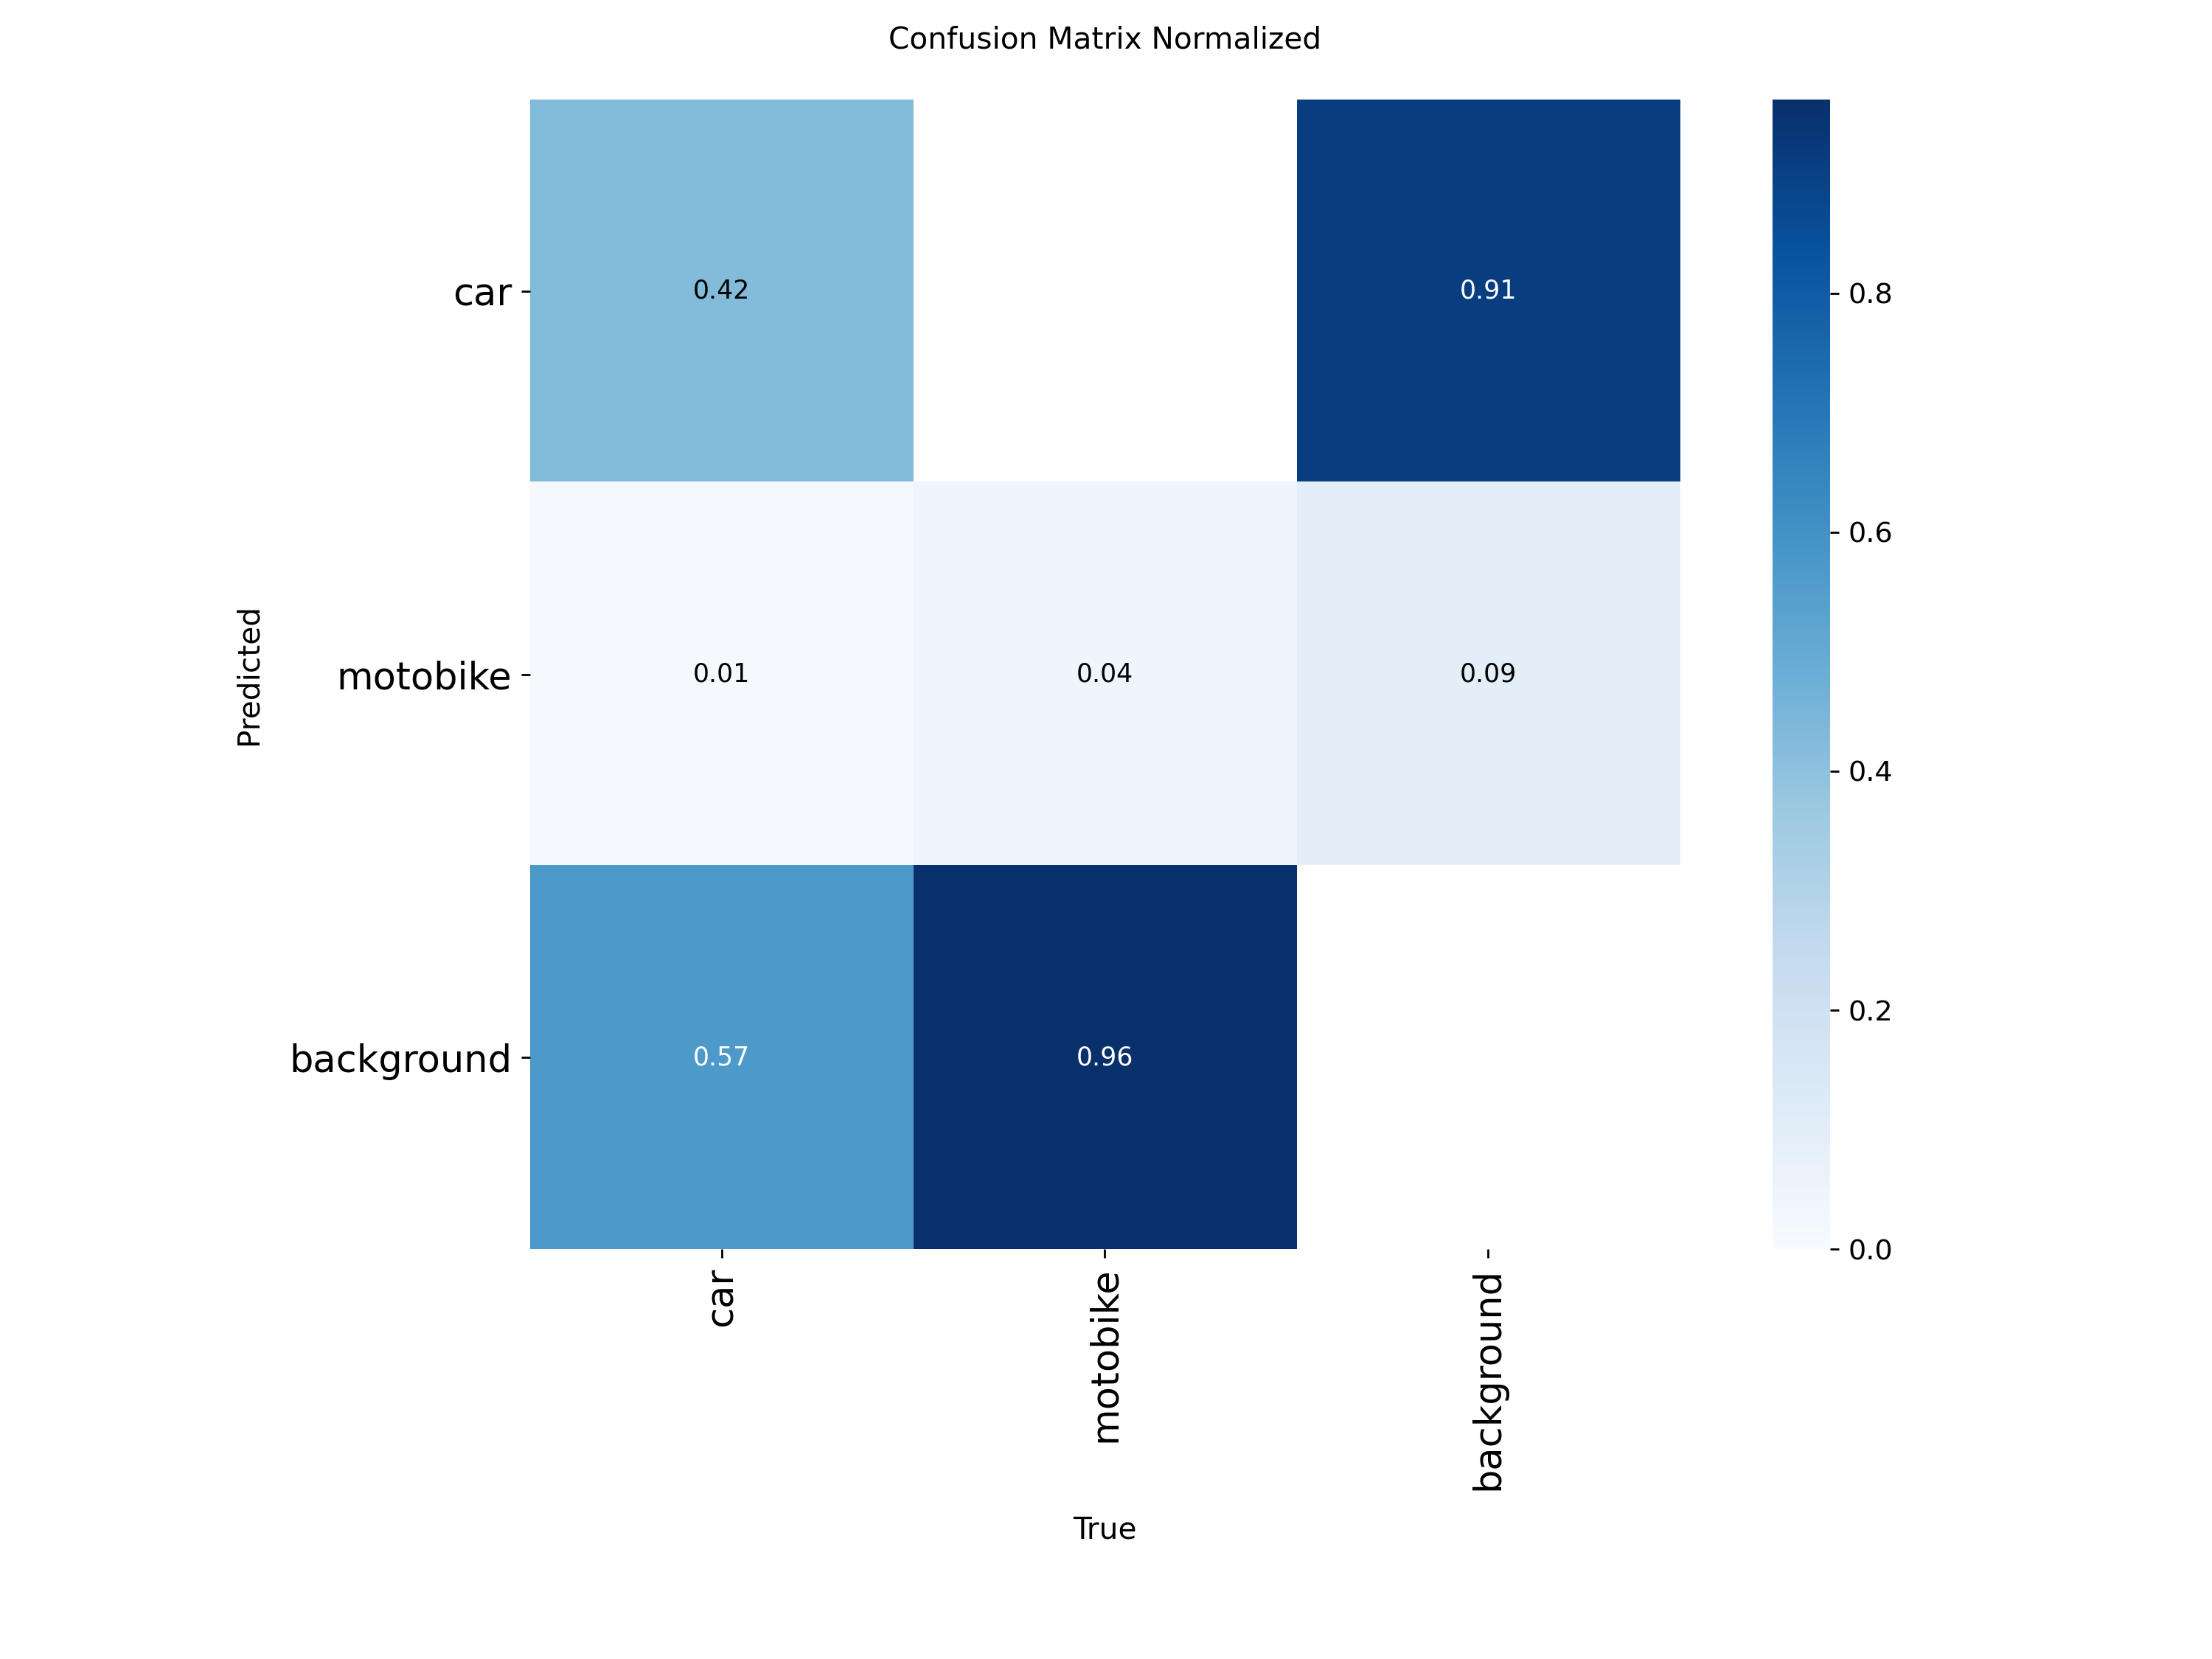 Confusion Matrix Normalized
car
0.42
0.91
0.8
0.6
motobike
0.01
0.04
0.09
Predicted
0.4
background
0.57
0.96
0.2
0.0
car
motobike
background
True